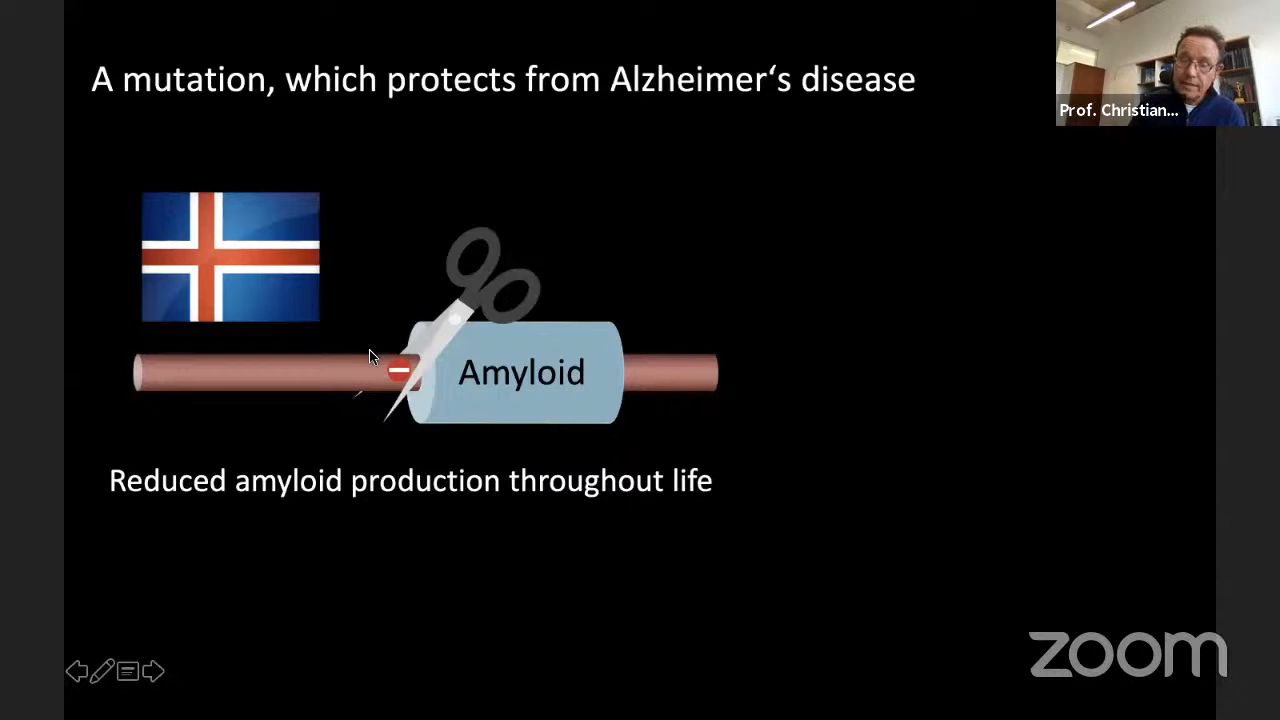 A mutation, which protects from Alzheimer‘s disease
Prof. Christian...
Amyloid
Reduced amyloid production throughout life
zoom